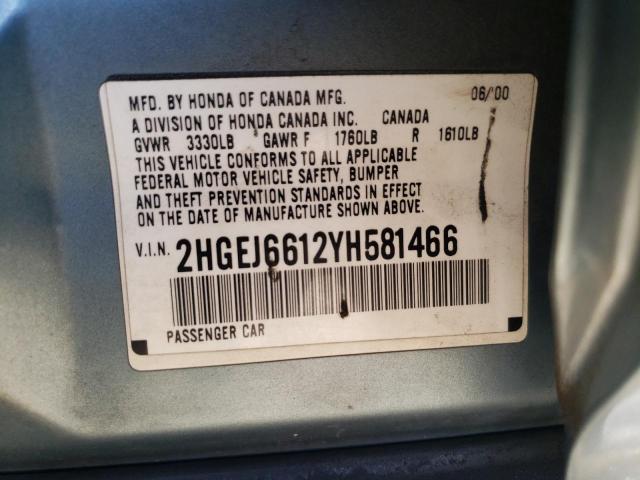 MFD. BY HONDA OF CANADA MFG. 06/00
A DIVISION OF HONDA CANADA INC. CANADA
GVWR 3330LB GAWR F 1760LB R 1610LB
THIS VEHICLE CONFORMS TO ALL APPLICABLE
FEDERAL MOTOR VEHICLE SAFETY, BUMPER
AND THEFT PREVENTION STANDARDS IN EFFECT
ON THE DATE OF MANUFACTURE SHOWN ABOVE.
V.I.N. 2HGEJ6612YH581466
PASSENGER CAR